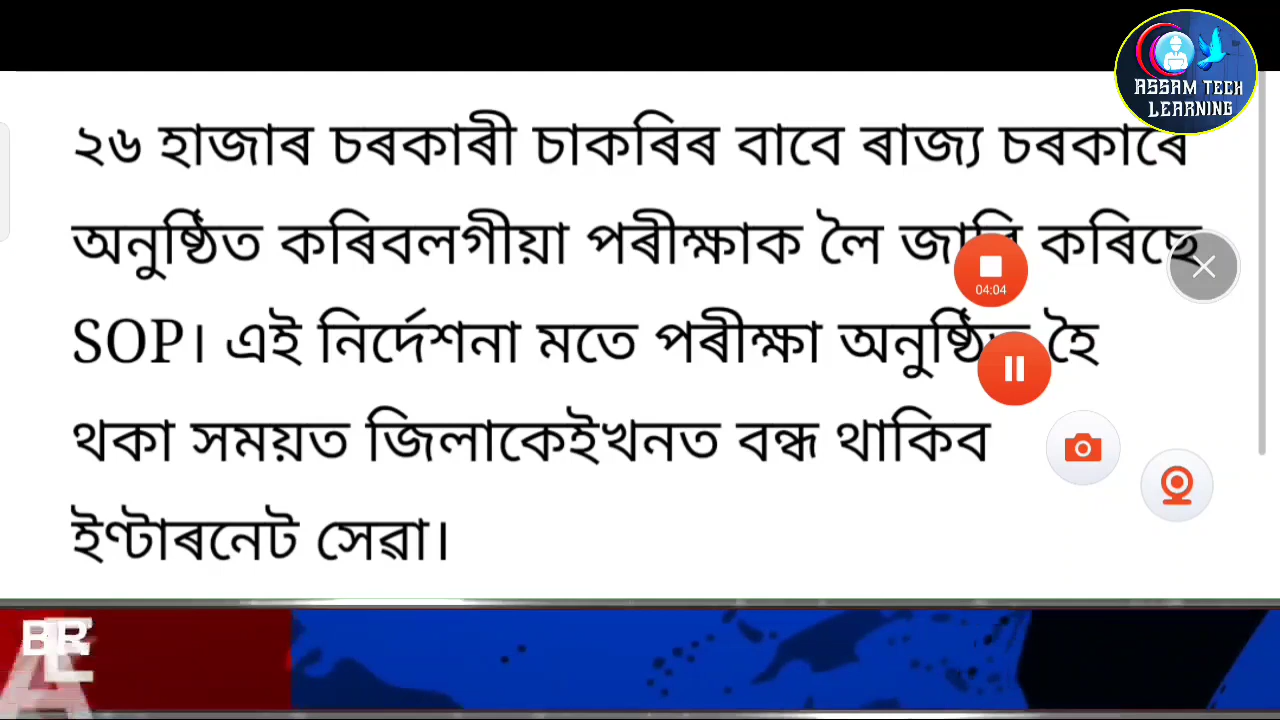 ASSAM TECH
LEARNING
২৬ হাজাৰ চৰকাৰী চাকৰিৰ বাবে ৰাজ্য চৰকাৰে
অনুষ্ঠিত কৰিবলগীয়া পৰীক্ষাক লৈ জাৰি কৰিছে
SOP। এই নিৰ্দেশনা মতে পৰীক্ষা অনুষ্ঠিত হৈ
থকা সময়ত জিলাকেইখনত বন্ধ থাকিব
ইণ্টাৰনেট সেৱা।
04:04